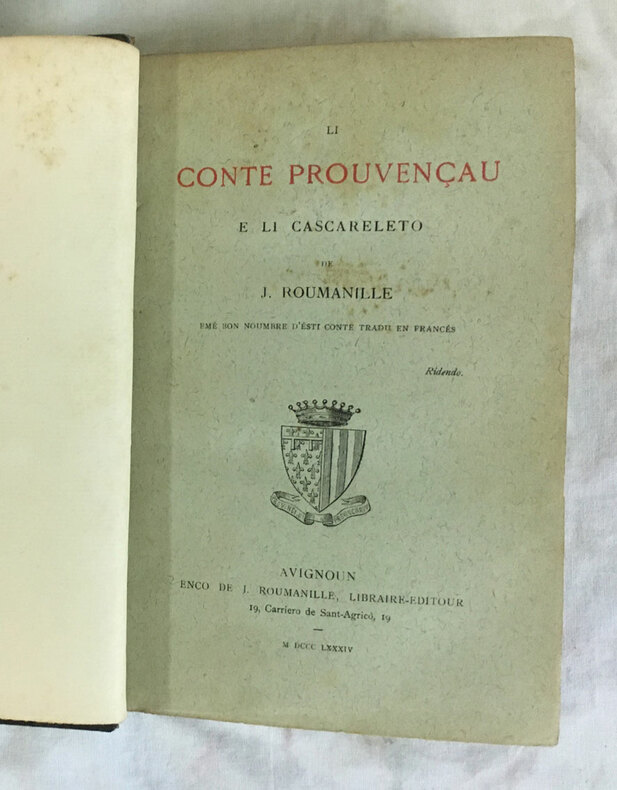 LI
CONTE PROUVENÇAU
E LI CASCARELETO
DE
J. ROUMANILLE
EMÉ BON NOUMBRE D'ÉSTI CONTE TRADU EN FRANCÉS
Ridendo.
AVIGNOUN
ENCO DE J. ROUMANILLE, LIBRAIRE-EDITOUR
19, Carriero de Sant-Agricò, 19
M DCCC LXXXIV